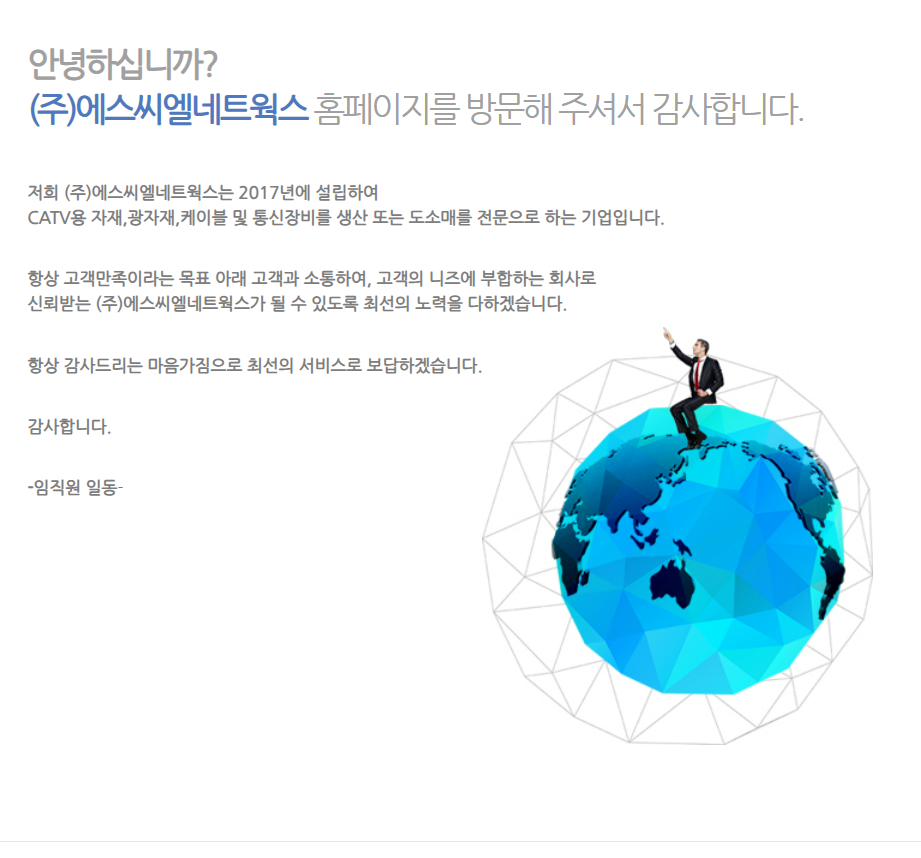 안녕하십니까?
(주)에스씨엘네트웍스 홈페이지를 방문해 주셔서 감사합니다.
저희 (주)에스씨엘네트웍스는 2017년에 설립하여
CATV용 자재,광자재,케이블 및 통신장비를 생산 또는 도소매를 전문으로 하는 기업입니다.
항상 고객만족이라는 목표 아래 고객과 소통하여, 고객의 니즈에 부합하는 회사로
신뢰받는 (주)에스씨엘네트웍스가 될 수 있도록 최선의 노력을 다하겠습니다.
항상 감사드리는 마음가짐으로 최선의 서비스로 보답하겠습니다.
감사합니다.
-임직원 일동-